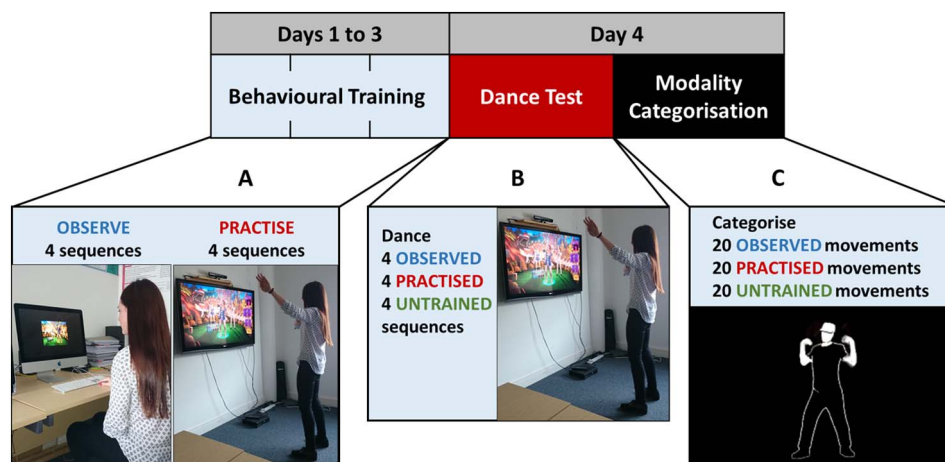 Days 1 to 3
Day 4
Behavioural Training
Dance Test
Modality
Categorisation
A
B
C
OBSERVE
4 sequences
PRACTISE
4 sequences
Dance
4 OBSERVED
4 PRACTISED
4 UNTRAINED
sequences
Categorise
20 OBSERVED movements
20 PRACTISED movements
20 UNTRAINED movements